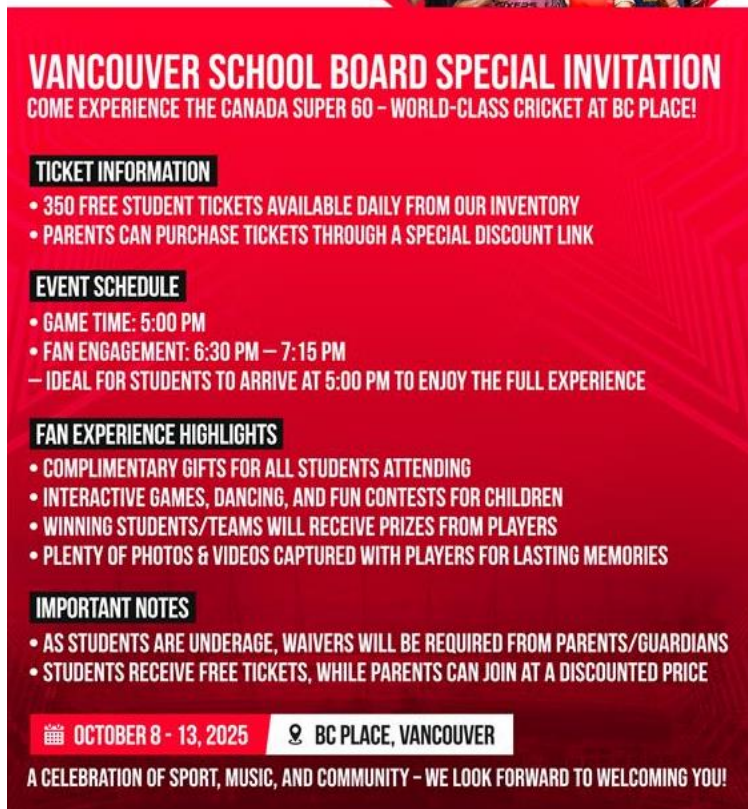 VANCOUVER SCHOOL BOARD SPECIAL INVITATION
COME EXPERIENCE THE CANADA SUPER 60 – WORLD-CLASS CRICKET AT BC PLACE!
TICKET INFORMATION
• 350 FREE STUDENT TICKETS AVAILABLE DAILY FROM OUR INVENTORY
• PARENTS CAN PURCHASE TICKETS THROUGH A SPECIAL DISCOUNT LINK
EVENT SCHEDULE
• GAME TIME: 5:00 PM
• FAN ENGAGEMENT: 6:30 PM – 7:15 PM
– IDEAL FOR STUDENTS TO ARRIVE AT 5:00 PM TO ENJOY THE FULL EXPERIENCE
FAN EXPERIENCE HIGHLIGHTS
• COMPLIMENTARY GIFTS FOR ALL STUDENTS ATTENDING
• INTERACTIVE GAMES, DANCING, AND FUN CONTESTS FOR CHILDREN
• WINNING STUDENTS/TEAMS WILL RECEIVE PRIZES FROM PLAYERS
• PLENTY OF PHOTOS & VIDEOS CAPTURED WITH PLAYERS FOR LASTING MEMORIES
IMPORTANT NOTES
• AS STUDENTS ARE UNDERAGE, WAIVERS WILL BE REQUIRED FROM PARENTS/GUARDIANS
• STUDENTS RECEIVE FREE TICKETS, WHILE PARENTS CAN JOIN AT A DISCOUNTED PRICE
OCTOBER 8 - 13, 2025 BC PLACE, VANCOUVER
A CELEBRATION OF SPORT, MUSIC, AND COMMUNITY – WE LOOK FORWARD TO WELCOMING YOU!